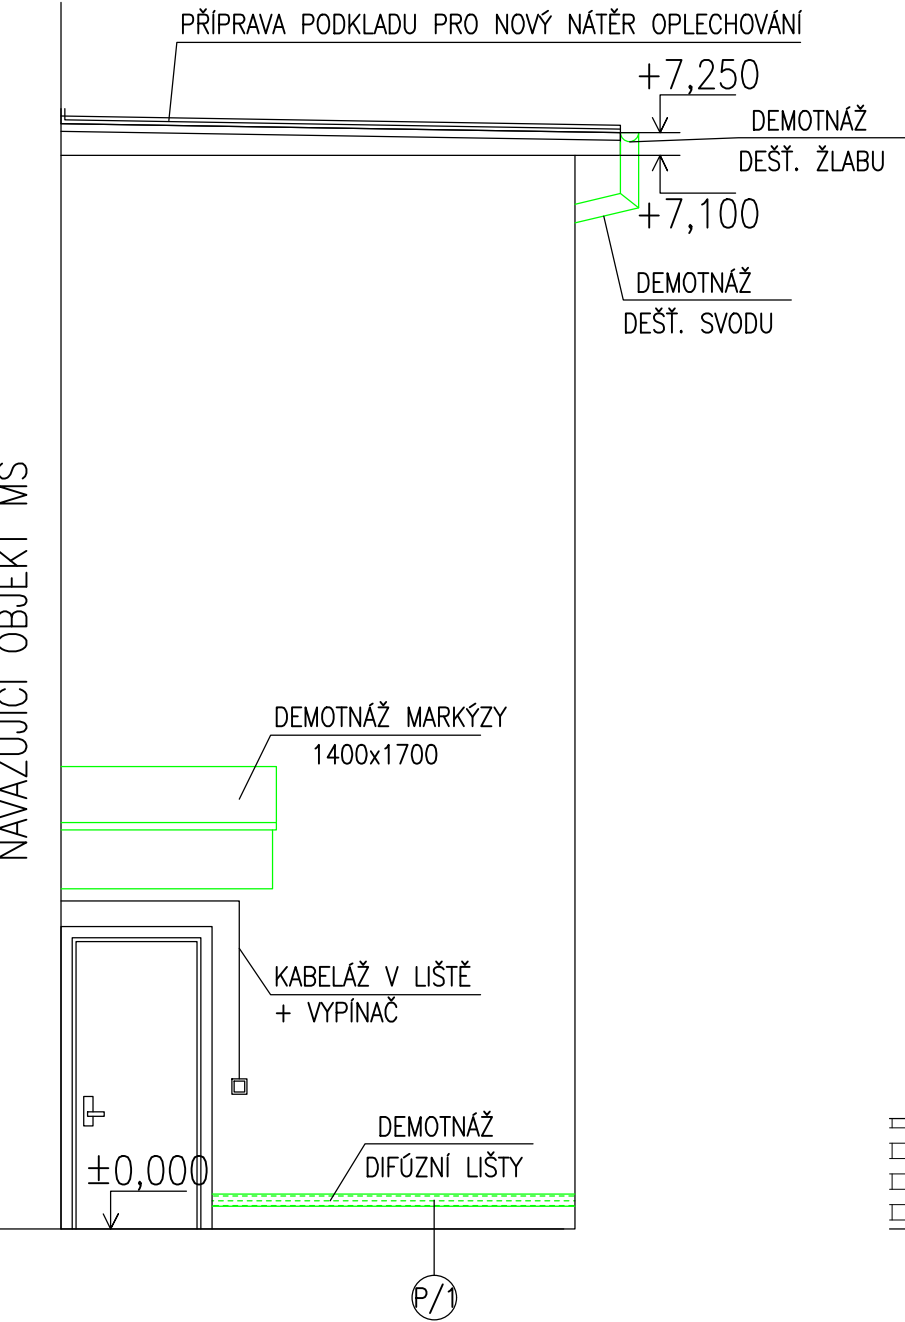 PŘÍPRAVA PODKLADU PRO NOVÝ NÁTĚR OPLECHOVÁNÍ
+7,250
DEMOTNÁŽ
DEŠŤ. ŽLABU
+7,100
DEMOTNÁŽ
DEŠŤ. SVODU
NAVAZUJÍCÍ OBJEKT MŠ
DEMOTNÁŽ MARKÝZY
1400x1700
KABELÁŽ V LIŠTĚ
+ VYPÍNAČ
DEMOTNÁŽ
DIFÚZNÍ LIŠTY
±0,000
P/1